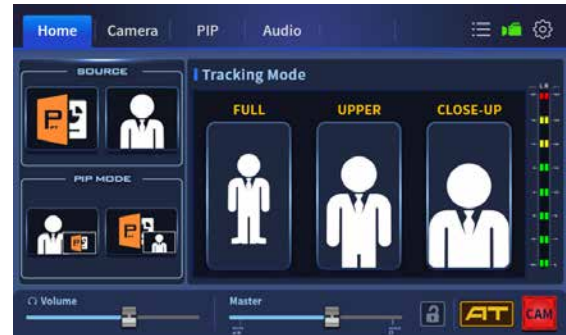 Home Camera PIP Audio
SOURCE
P
PIP MODE
P
P
Tracking Mode
FULL UPPER CLOSE-UP
L R
Volume
Master
AT
CAM